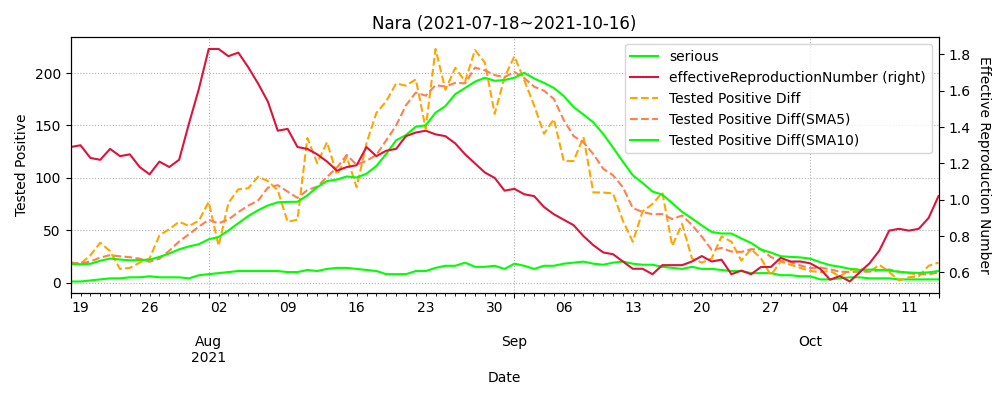 Nara (2021-07-18~2021-10-16)
serious
effectiveReproductionNumber (right)
Tested Positive Diff
Tested Positive Diff(SMA5)
Tested Positive Diff(SMA10)
Tested Positive
200
150
100
50
0
1.8
1.6
1.4
1.2
1.0
0.8
0.6
Effective Reproduction Number
19 26 02 09 16 23 30 06 13 20 27 04 11
Aug Sep Oct
2021
Date